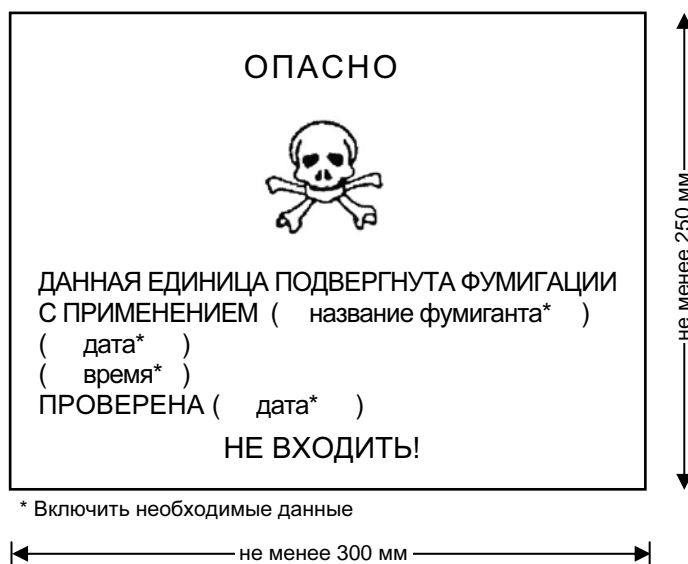 ОПАСНО
ДАННАЯ ЕДИНИЦА ПОДВЕРГНУТА ФУМИГАЦИИ
С ПРИМЕНЕНИЕМ ( название фумиганта* )
( дата* )
( время* )
ПРОВЕРЕНА ( дата* )
НЕ ВХОДИТЬ!
* Включить необходимые данные
не менее 300 мм
не менее 250 мм